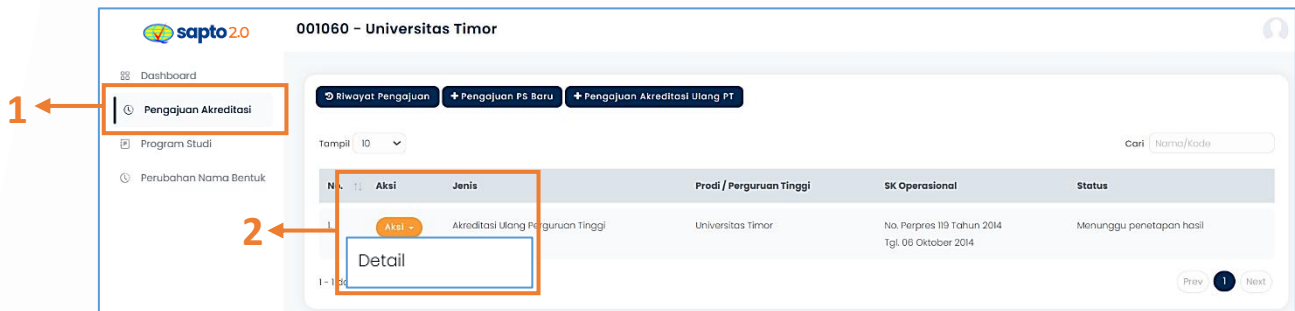 sapto 2.0
001060 - Universitas Timor
Dashboard
1
Pengajuan Akreditasi
Program Studi
Perubahan Nama Bentuk
Riwayat Pengajuan
+ Pengajuan PS Baru
+ Pengajuan Akreditasi Ulang PT
Tampil 10
Cari Nama/Kode
No. Aksi Jenis Prodi / Perguruan Tinggi SK Operasional Status
1 Aksi Akreditasi Ulang Perguruan Tinggi Universitas Timor No. Perpres 119 Tahun 2014 Menunggu penetapan hasil
Tgl. 06 Oktober 2014
2
Detail
1 - 1
Prev 1 Next